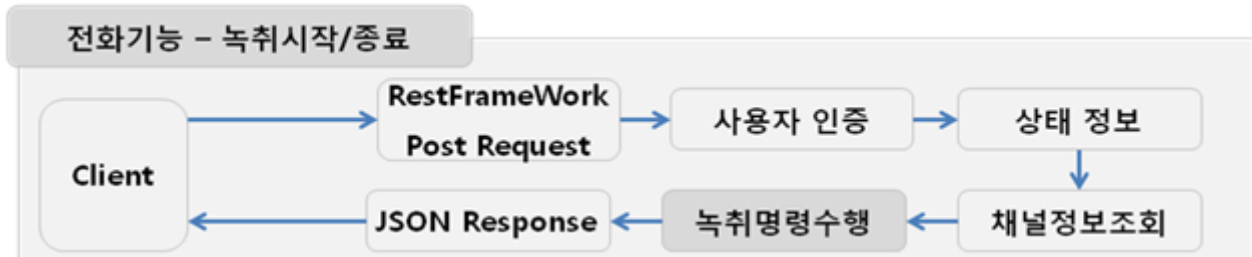 전화기능 – 녹취시작/종료
RestFrameWork
Post Request
사용자 인증
상태 정보
Client
JSON Response
녹취명령수행
채널정보조회